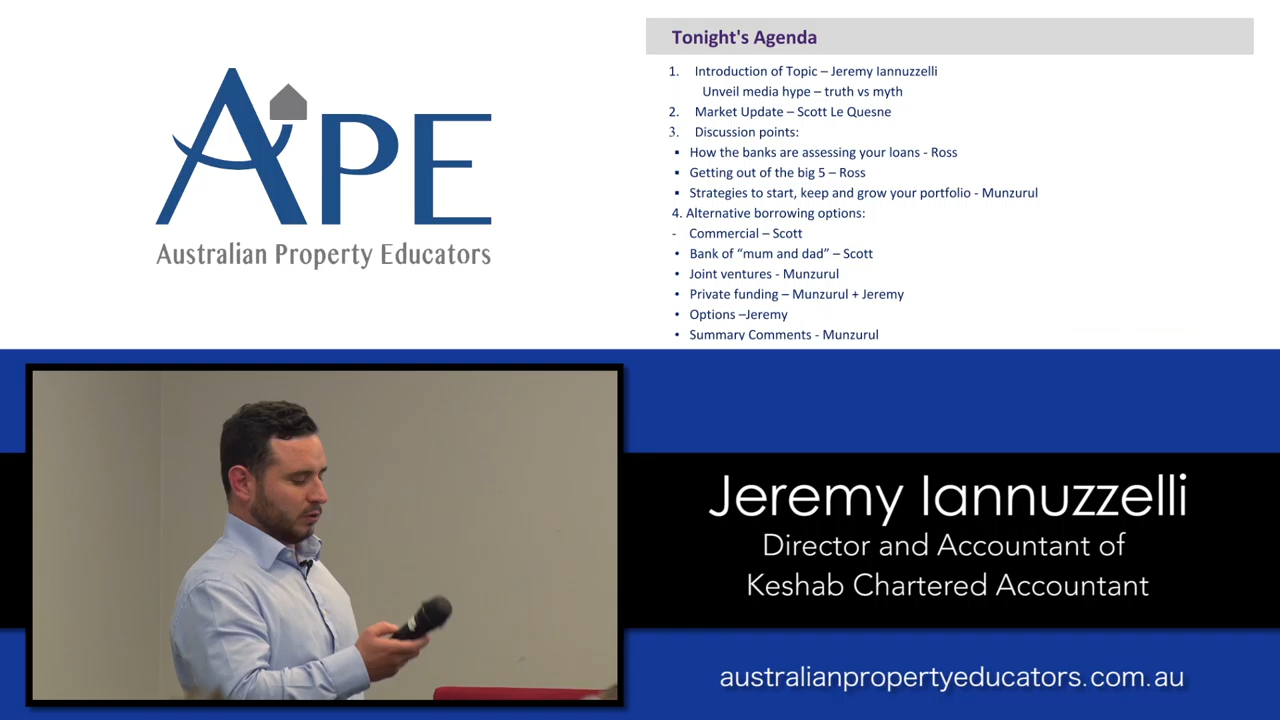 APE
Australian Property Educators
Tonight's Agenda
1. Introduction of Topic – Jeremy Iannuzzelli
Unveil media hype – truth vs myth
2. Market Update – Scott Le Quesne
3. Discussion points:
▪ How the banks are assessing your loans - Ross
▪ Getting out of the big 5 – Ross
▪ Strategies to start, keep and grow your portfolio - Munzurul
4. Alternative borrowing options:
- Commercial – Scott
• Bank of “mum and dad” – Scott
• Joint ventures - Munzurul
• Private funding – Munzurul + Jeremy
• Options –Jeremy
• Summary Comments - Munzurul
Jeremy Iannuzzelli
Director and Accountant of
Keshab Chartered Accountant
australianpropertyeducators.com.au